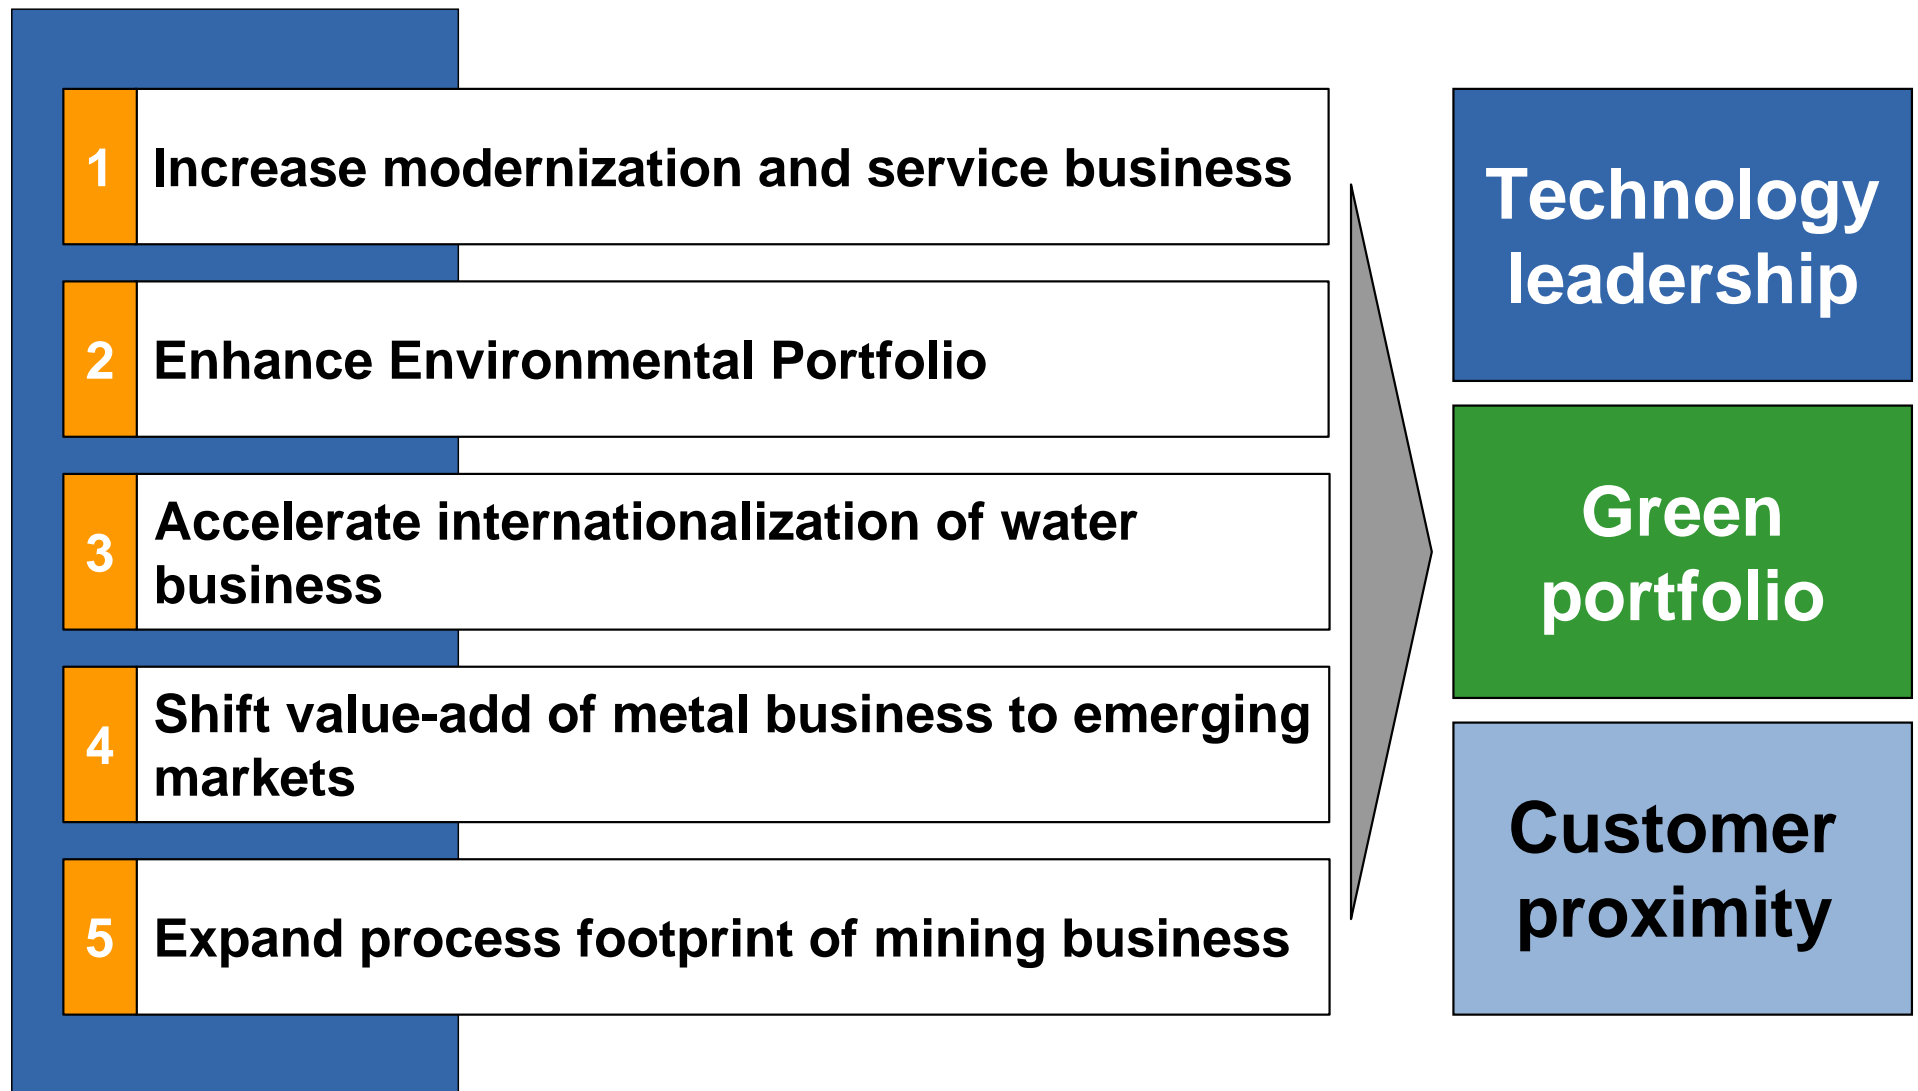 1 Increase modernization and service business
2 Enhance Environmental Portfolio
3 Accelerate internationalization of water
business
4 Shift value-add of metal business to emerging
markets
5 Expand process footprint of mining business
Technology
leadership
Green
portfolio
Customer
proximity